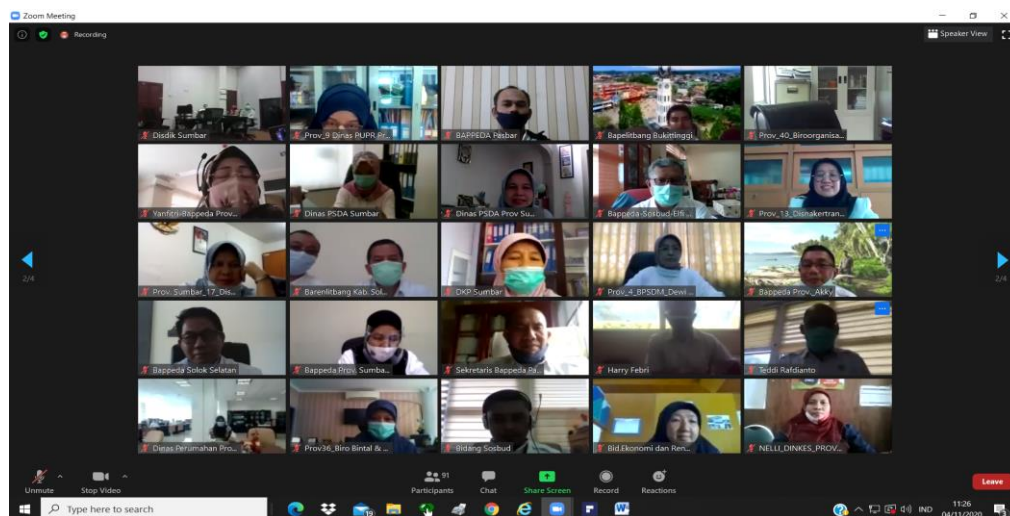 Zoom Meeting
Recording
Speaker View
Disdik Sumbar
Prov_9 Dinas PUPR Pr...
BAPPEDA Pasbar
Bapelitbang Bukittinggi
Prov_40_Biroorganisa...
Yanferi-Bappeda Prov...
Dinas PSDA Sumbar
Dinas PSDA Prov Su...
Bappeda-Sosbud-Elfi...
Prov_13_Disnakertran...
2/4
2/4
Prov. Sumbar_17_Dis...
Barenlitbang Kab. Sol...
DKP Sumbar
Prov_4_BPSDM_Dewi...
Bappeda Prov._Akky
Bappeda Solok Selatan
Bappeda Prov. Sumba...
Sekretaris Bappeda Pa...
Harry Febri
Teddi Rafdianto
Dinas Perumahan Pro...
Prov36_Biro Bintal & ...
Bidang Sosbud
Bid.Ekonomi dan Ren...
NELLI_DINKES_PROV...
Unmute
Stop Video
Participants
91
Chat
Share Screen
Record
Reactions
Leave
Type here to search
19
IND
11:26
04/11/2020
3